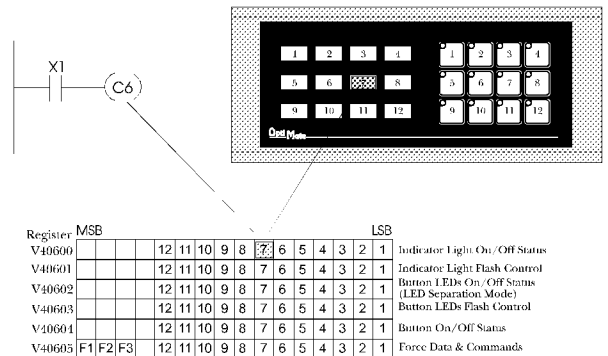 X1
C6
1 2 3 4
5 6 8
9 10 11 12
1 2 3 4
5 6 7 8
9 10 11 12
OptiMate
Register MSB LSB
V40600 12 11 10 9 8 7 6 5 4 3 2 1 Indicator Light On/Off Status
V40601 12 11 10 9 8 7 6 5 4 3 2 1 Indicator Light Flash Control
V40602 12 11 10 9 8 7 6 5 4 3 2 1 Button LEDs On/Off Status
(LED Separation Mode)
V40603 12 11 10 9 8 7 6 5 4 3 2 1 Button LEDs Flash Control
V40604 12 11 10 9 8 7 6 5 4 3 2 1 Button On/Off Status
V40605 F1 F2 F3 12 11 10 9 8 7 6 5 4 3 2 1 Force Data & Commands